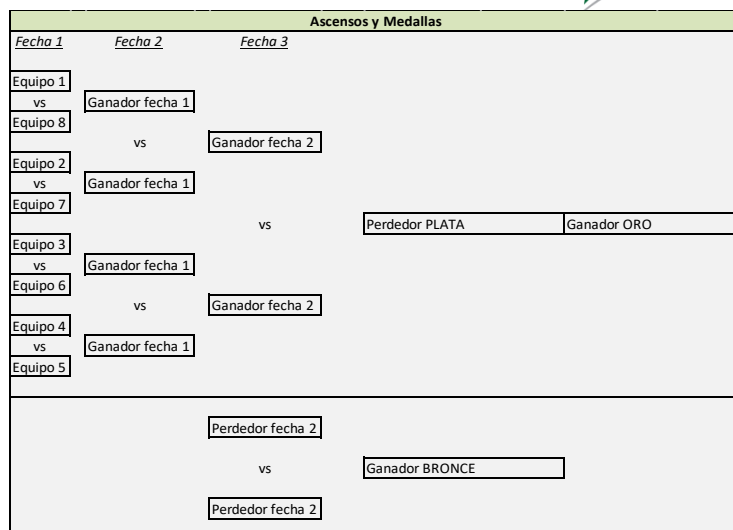 Ascensos y Medallas
Fecha 1 Fecha 2 Fecha 3
Equipo 1
vs Ganador fecha 1
Equipo 8
vs Ganador fecha 2
Equipo 2
vs Ganador fecha 1
Equipo 7
vs Perdedor PLATA Ganador ORO
Equipo 3
vs Ganador fecha 1
Equipo 6
vs Ganador fecha 2
Equipo 4
vs Ganador fecha 1
Equipo 5
Perdedor fecha 2
vs Ganador BRONCE
Perdedor fecha 2